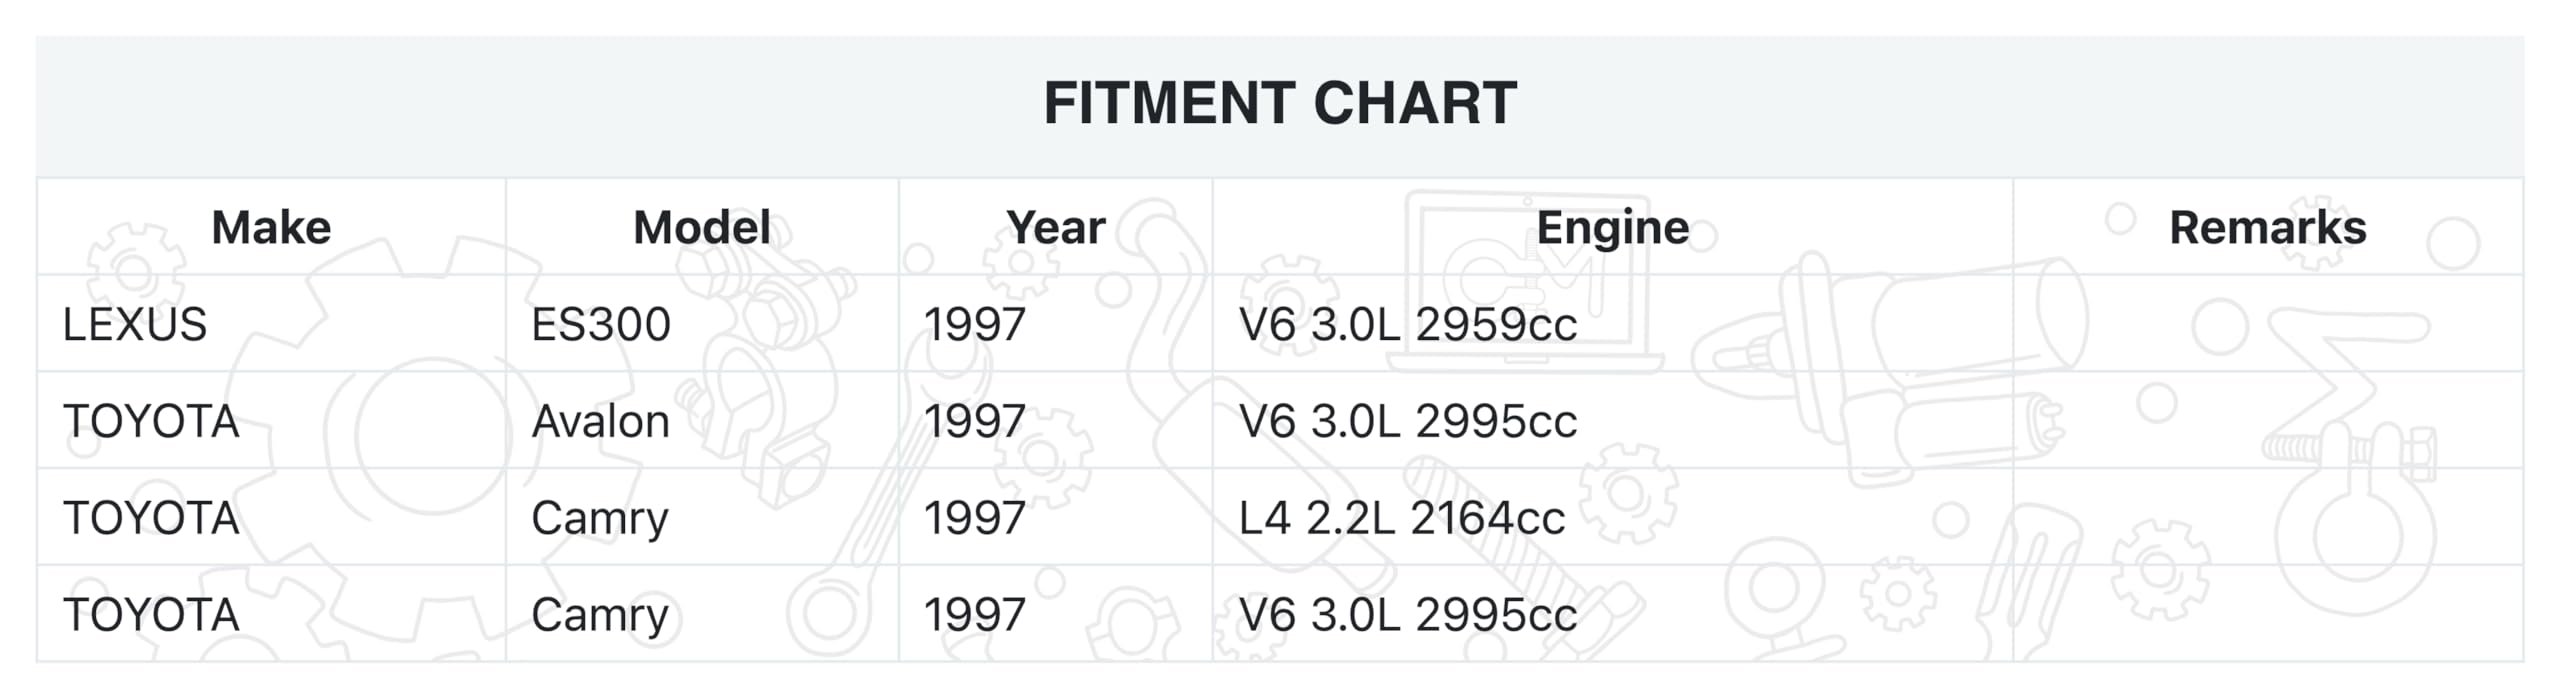 FITMENT CHART
Make Model Year Engine Remarks
LEXUS ES300 1997 V6 3.0L 2959cc
TOYOTA Avalon 1997 V6 3.0L 2995cc
TOYOTA Camry 1997 L4 2.2L 2164cc
TOYOTA Camry 1997 V6 3.0L 2995cc